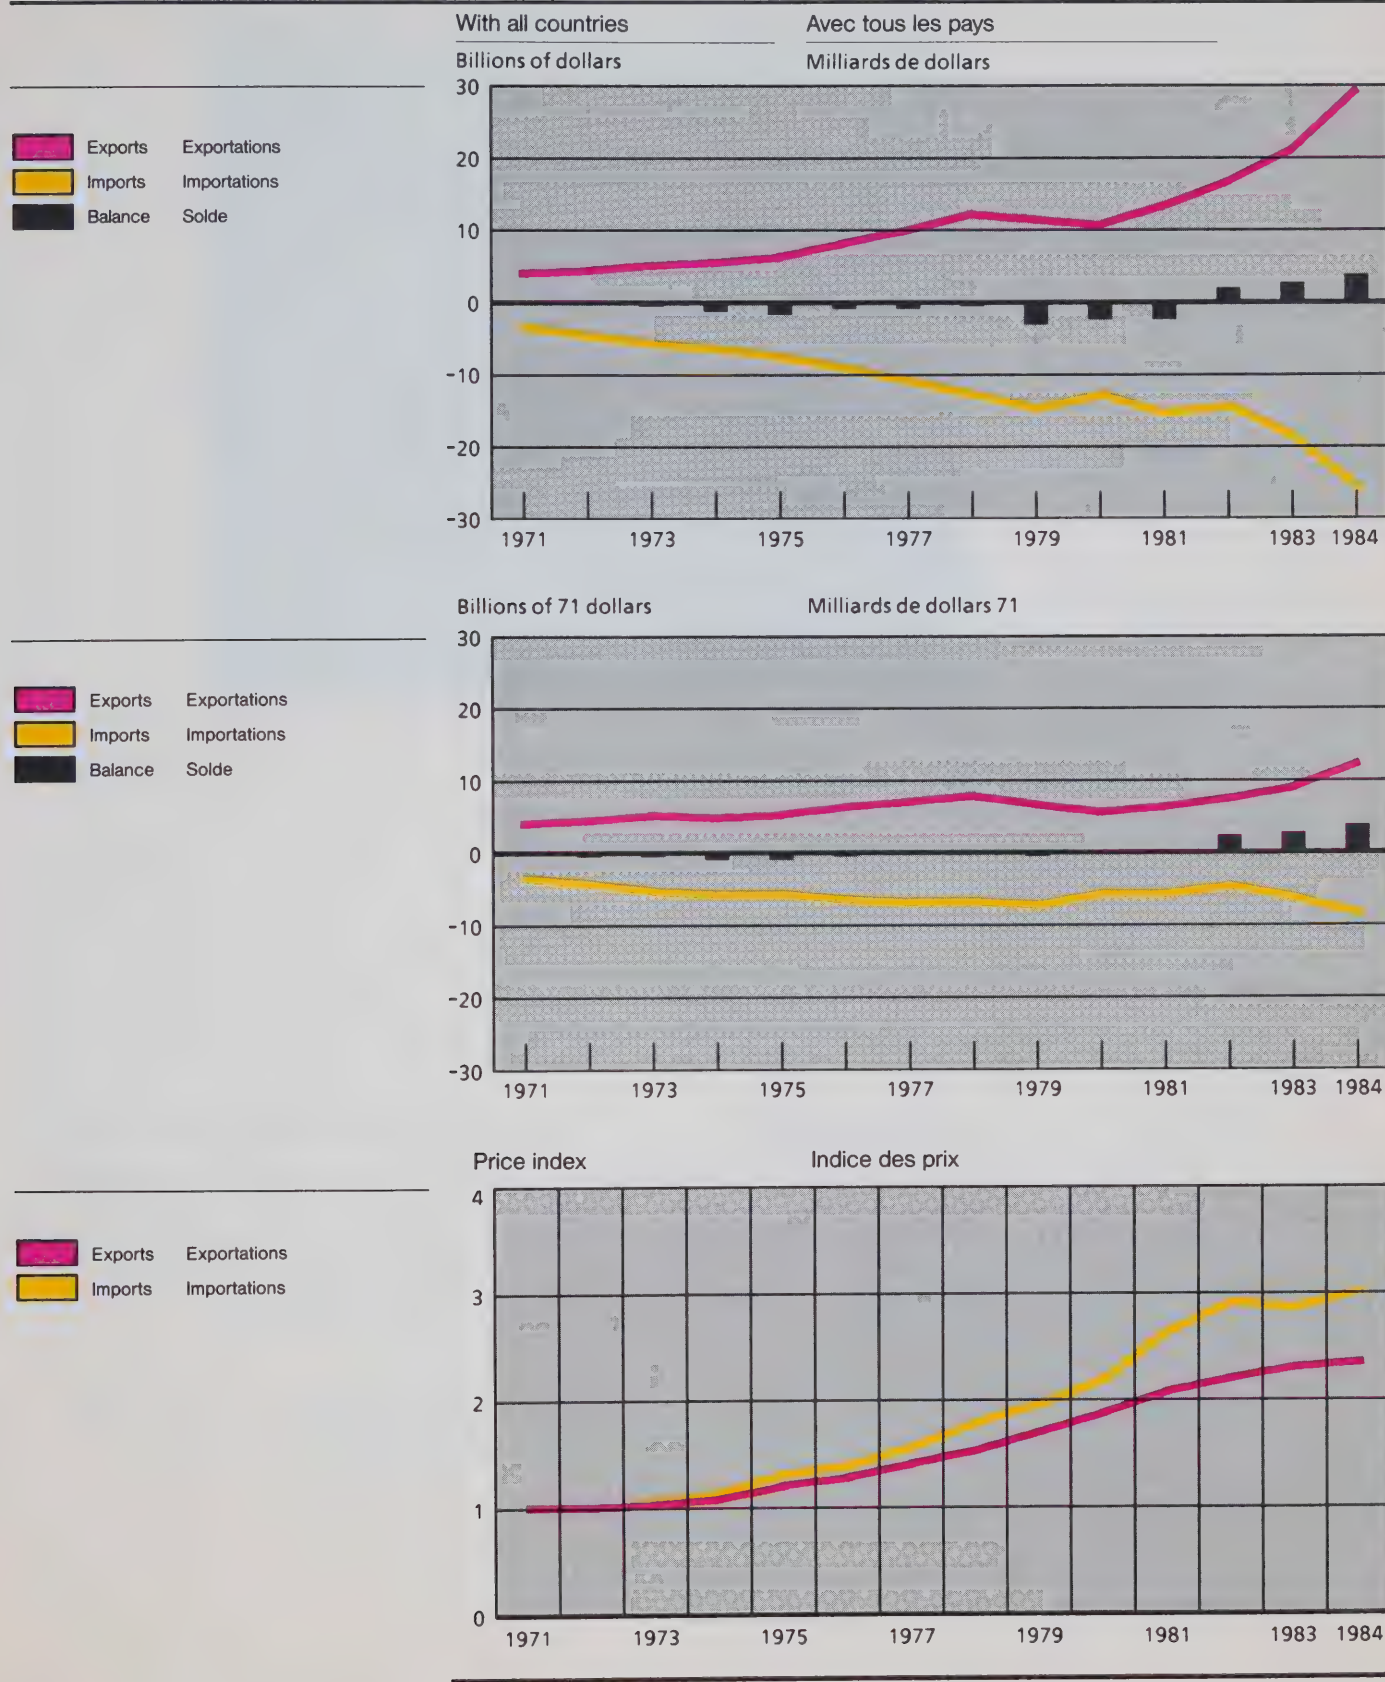 With all countries Avec tous les pays
Billions of dollars Milliards de dollars
Exports Exportations
Imports Importations
Balance Solde
30
20
10
0
-10
-20
-30
1971 1973 1975 1977 1979 1981 1983 1984
Billions of 71 dollars Milliards de dollars 71
Exports Exportations
Imports Importations
Balance Solde
30
20
10
0
-10
-20
-30
1971 1973 1975 1977 1979 1981 1983 1984
Price index Indice des prix
Exports Exportations
Imports Importations
4
3
2
1
0
1971 1973 1975 1977 1979 1981 1983 1984